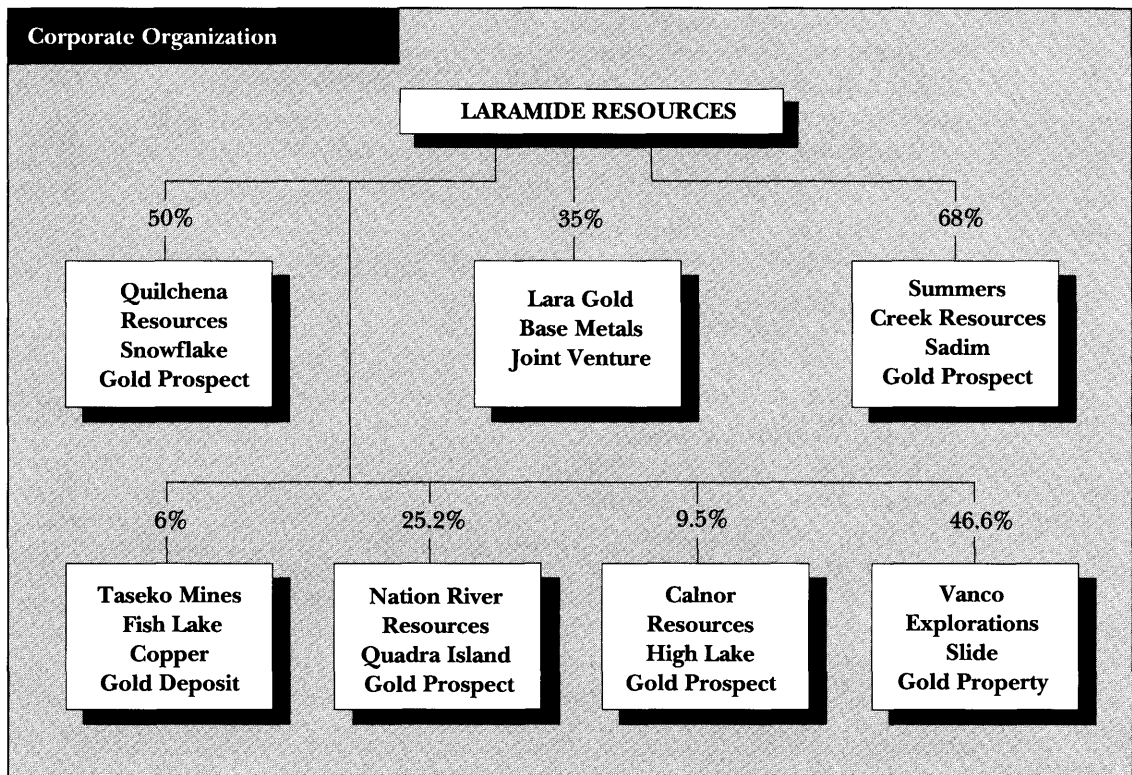 Corporate Organization
LARAMIDE RESOURCES
50%
35%
68%
Quilchena
Resources
Snowflake
Gold Prospect
Lara Gold
Base Metals
Joint Venture
Summers
Creek Resources
Sadim
Gold Prospect
6%
25.2%
9.5%
46.6%
Taseko Mines
Fish Lake
Copper
Gold Deposit
Nation River
Resources
Quadra Island
Gold Prospect
Calnor
Resources
High Lake
Gold Prospect
Vanco
Explorations
Slide
Gold Property